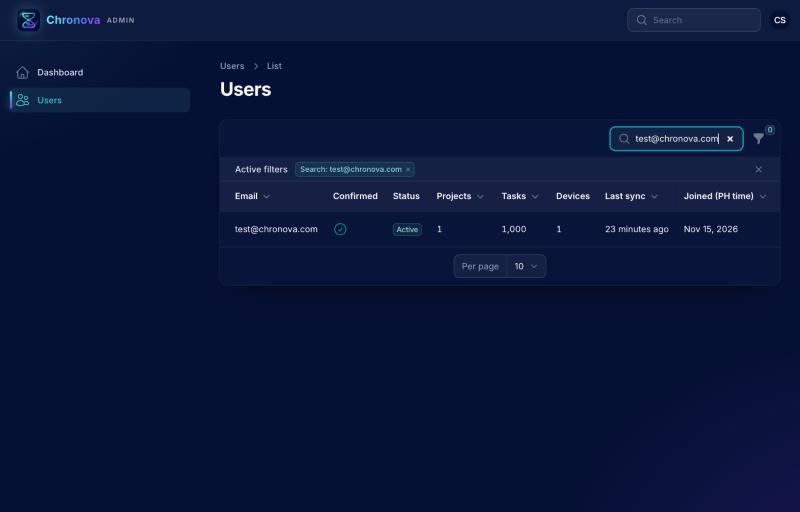 Chronova ADMIN
Search
CS
Dashboard
Users
Users > List
Users
test@chronova.com
0
Active filters Search: test@chronova.com ×
Email Confirmed Status Projects Tasks Devices Last sync Joined (PH time)
test@chronova.com Active 1 1,000 1 23 minutes ago Nov 15, 2026
Per page 10